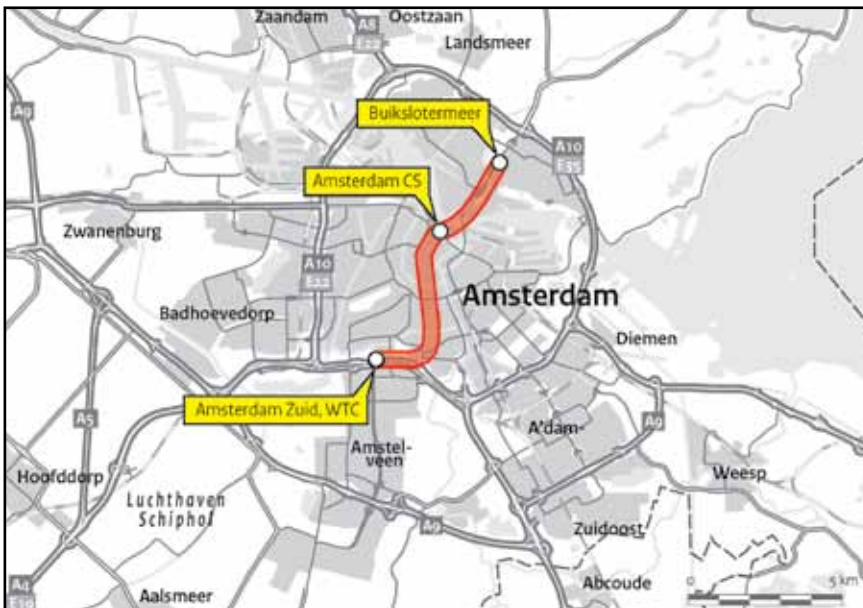 Zaandam
A8
E22
Oostzaan
Landsmeer
A9
Buikslotermeer
A10
E35
Amsterdam CS
Zwanenburg
A10
E22
Amsterdam
Badhoevedorp
Diemen
Amsterdam Zuid, WTC
A5
Amstel-
veen
A'dam-
A9
Hoofddorp
Weesp
Luchthaven
Schiphol
A9
Zuidoost
A4
E19
Aalsmeer
Abcoude
0
5 km